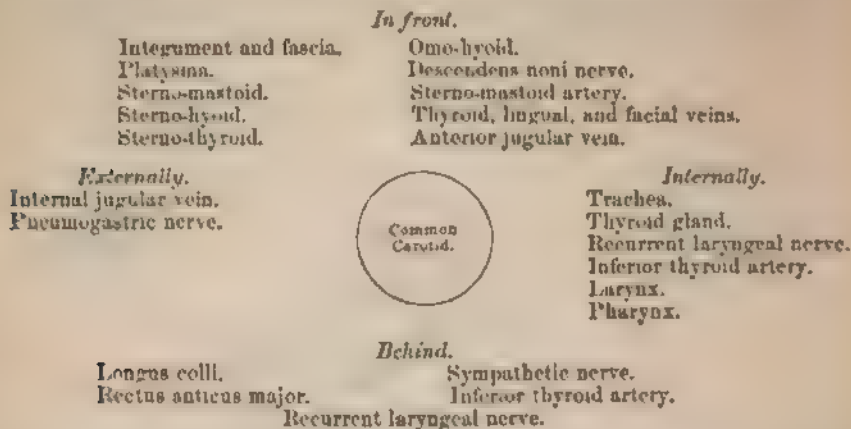 In front.
Integument and fascia. Omo-hyoid.
Platysma. Descendens noni nerve.
Sterno-mastoid. Sterno-mastoid artery.
Sterno-hyoid. Thyroid, lingual, and facial veins.
Sterno-thyroid. Anterior jugular vein.
Externally.
Internal jugular vein.
Pneumogastric nerve.
Common
Carotid.
Internally.
Trachea.
Thyroid gland.
Recurrent laryngeal nerve.
Inferior thyroid artery.
Larynx.
Pharynx.
Behind.
Longus colli. Sympathetic nerve.
Rectus anticus major. Inferior thyroid artery.
Recurrent laryngeal nerve.